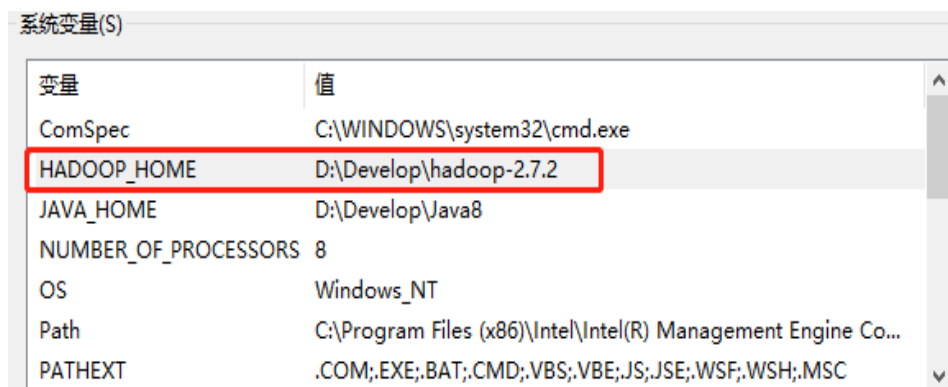 系统变量(S)
变量 值
ComSpec C:\WINDOWS\system32\cmd.exe
HADOOP_HOME D:\Develop\hadoop-2.7.2
JAVA_HOME D:\Develop\Java8
NUMBER_OF_PROCESSORS 8
OS Windows_NT
Path C:\Program Files (x86)\Intel\Intel(R) Management Engine Co...
PATHEXT .COM;.EXE;.BAT;.CMD;.VBS;.VBE;.JS;.JSE;.WSF;.WSH;.MSC